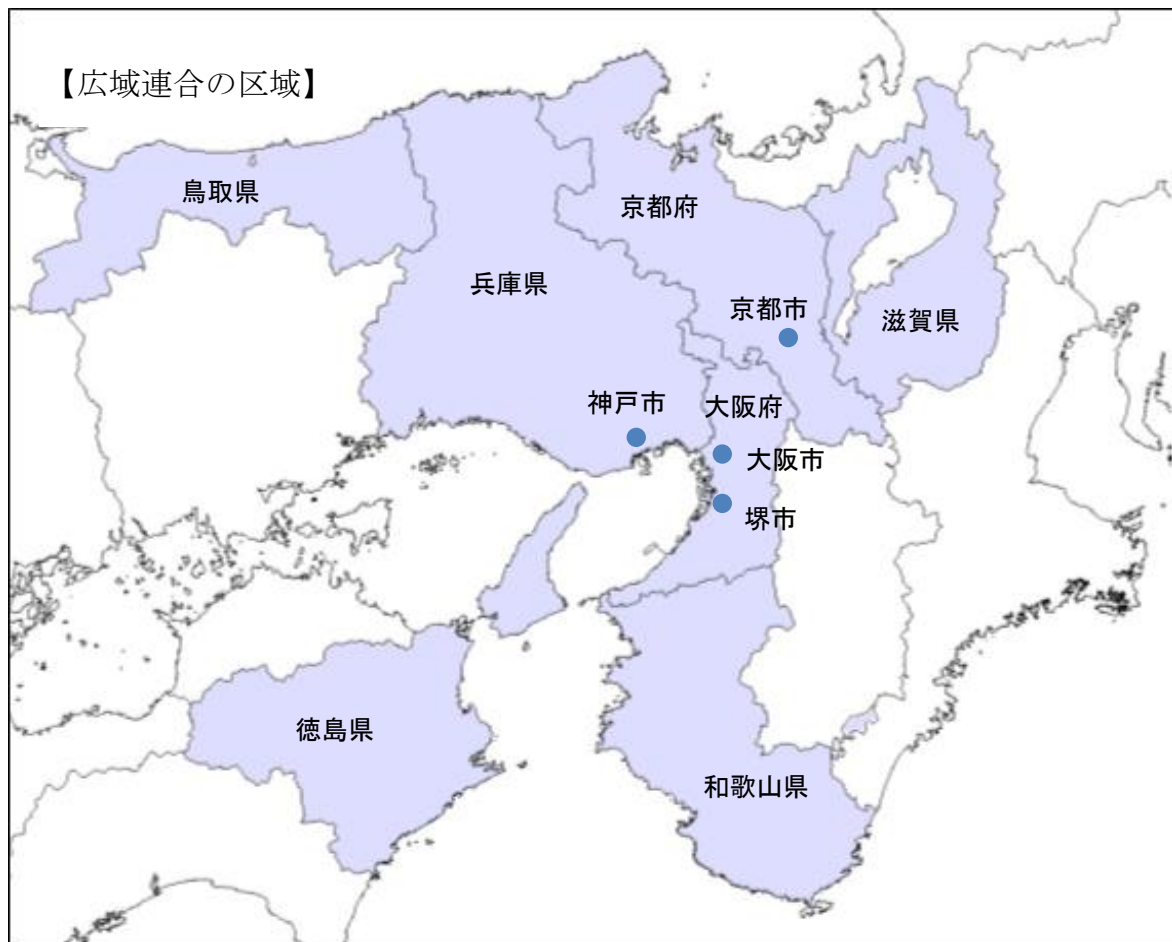 【広域連合の区域】
鳥取県
京都府
兵庫県
京都市
滋賀県
神戸市
大阪府
大阪市
堺市
徳島県
和歌山県